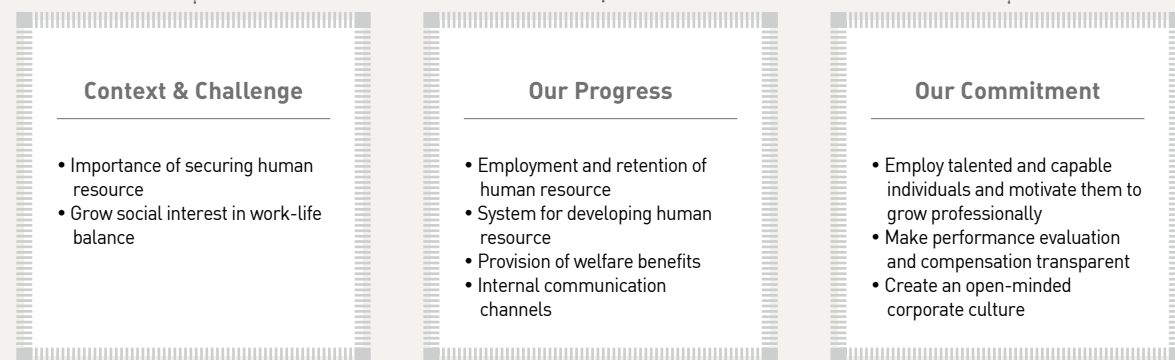 Context & Challenge
• Importance of securing human
resource
• Grow social interest in work-life
balance
Our Progress
• Employment and retention of
human resource
• System for developing human
resource
• Provision of welfare benefits
• Internal communication
channels
Our Commitment
• Employ talented and capable
individuals and motivate them to
grow professionally
• Make performance evaluation
and compensation transparent
• Create an open-minded
corporate culture